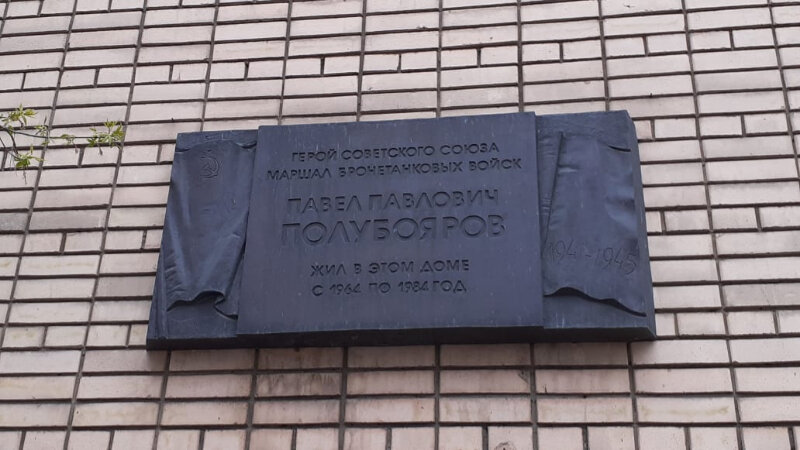 ГЕРОЙ СОВЕТСКОГО СОЮЗА
МАРШАЛ БРОНЕТАНКОВЫХ ВОЙСК
ПАВЕЛ ПАВЛОВИЧ
ПОЛУБОЯРОВ
ЖИЛ В ЭТОМ ДОМЕ
С 1964 ПО 1984 ГОД
1941-1945